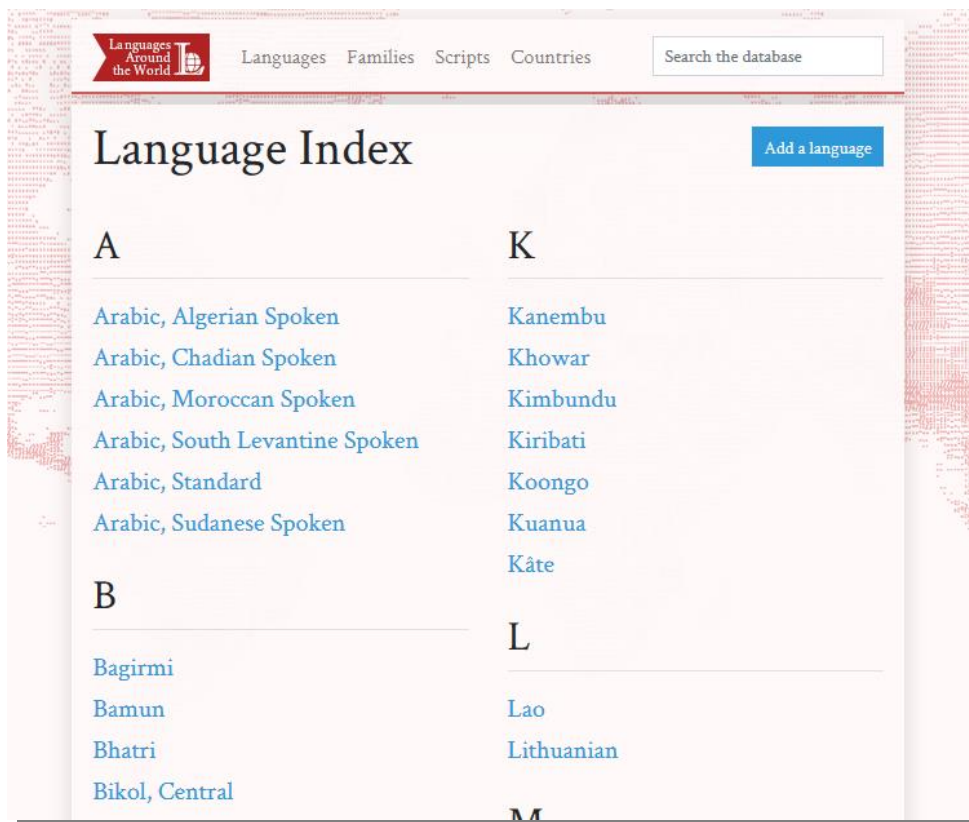 Languages
Around
the World
Languages Families Scripts Countries
Search the database
Language Index
Add a language
A
Arabic, Algerian Spoken
Arabic, Chadian Spoken
Arabic, Moroccan Spoken
Arabic, South Levantine Spoken
Arabic, Standard
Arabic, Sudanese Spoken
B
Bagirmi
Bamun
Bhatri
Bikol, Central
K
Kanembu
Khowar
Kimbundu
Kiribati
Koongo
Kuanua
Kâte
L
Lao
Lithuanian
M